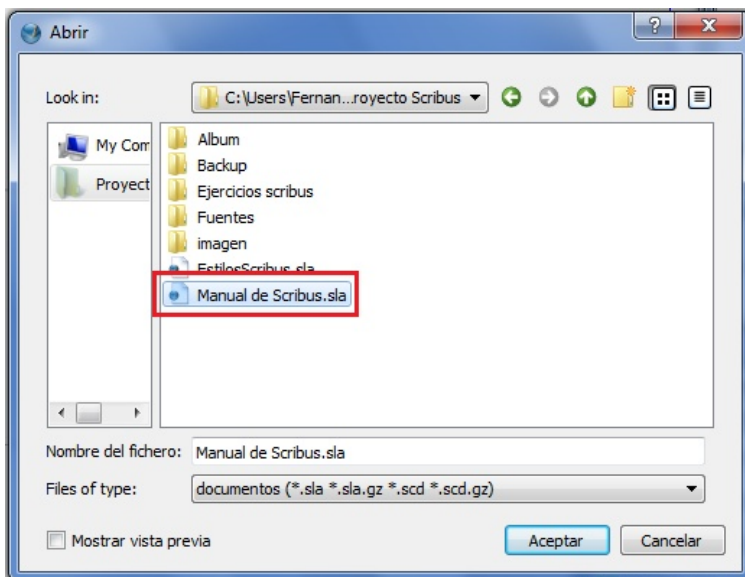 Abrir
Look in: C:\Users\Fernan...royecto Scribus
My Com
Proyect
Album
Backup
Ejercicios scribus
Fuentes
imagen
EstilosScribus.sla
Manual de Scribus.sla
Nombre del fichero: Manual de Scribus.sla
Files of type: documentos (*.sla *.sla.gz *.scd *.scd.gz)
Mostrar vista previa
Aceptar Cancelar